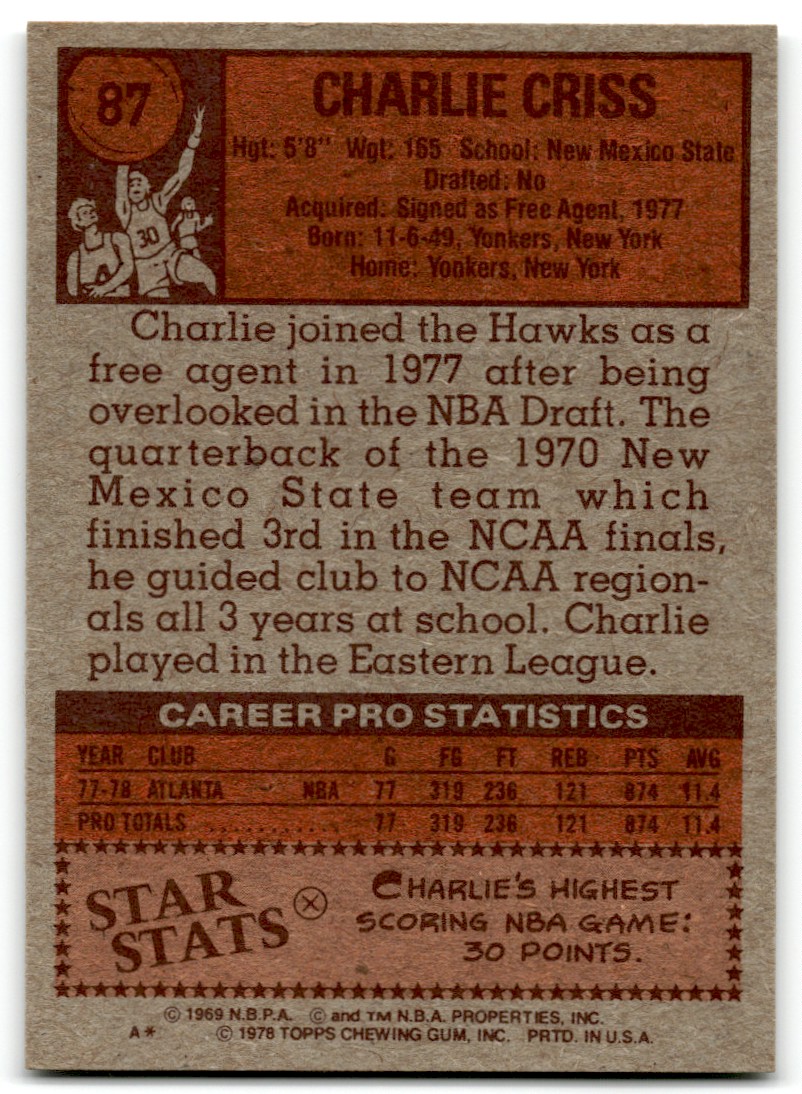 87
CHARLIE CRISS
Hgt: 5'8" Wgt: 165 School: New Mexico State
Drafted: No
Acquired: Signed as Free Agent, 1977
Born: 11-6-49, Yonkers, New York
Home: Yonkers, New York
30
Charlie joined the Hawks as a
free agent in 1977 after being
overlooked in the NBA Draft. The
quarterback of the 1970 New
Mexico State team which
finished 3rd in the NCAA finals,
he guided club to NCAA region-
als all 3 years at school. Charlie
played in the Eastern League.
CAREER PRO STATISTICS
YEAR CLUB G FG FT REB PTS AVG
77-78 ATLANTA NBA 77 319 236 121 874 11.4
PRO TOTALS ........... 77 319 236 121 874 11.4
STAR
STATS
CHARLIE'S HIGHEST
SCORING NBA GAME:
30 POINTS.
© 1969 N.B.P.A. © and TM N.B.A. PROPERTIES, INC.
A* © 1978 TOPPS CHEWING GUM, INC. PRTD. IN U.S.A.